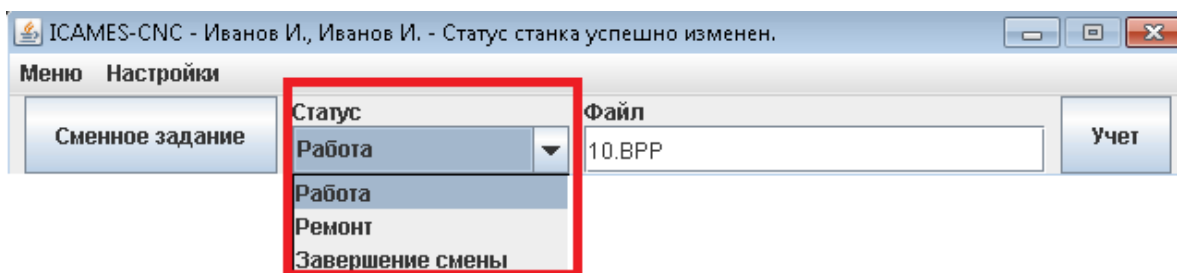 ICAMES-CNC - Иванов И., Иванов И. - Статус станка успешно изменен.
Меню Настройки
Сменное задание
Статус
Работа
Файл
10.BPP
Учет
Работа
Ремонт
Завершение смены